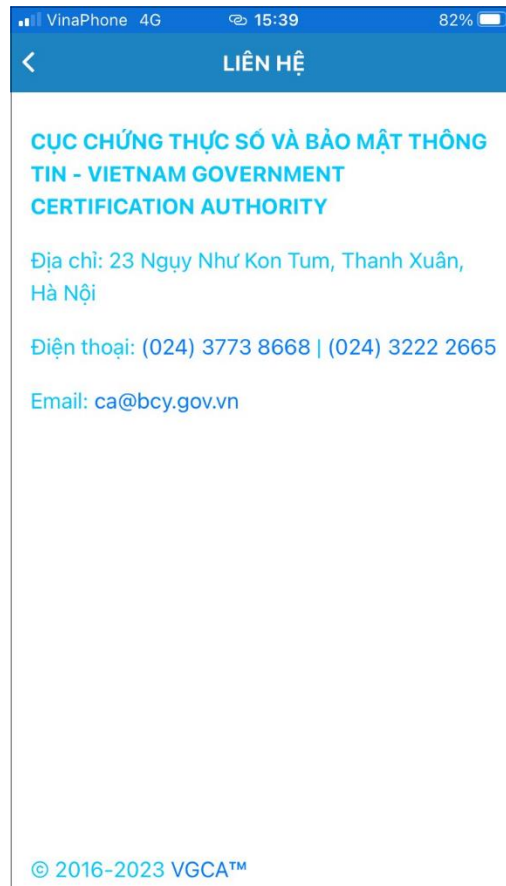 VinaPhone 4G 15:39 82%
LIÊN HỆ
CỤC CHỨNG THỰC SỐ VÀ BẢO MẬT THÔNG
TIN - VIETNAM GOVERNMENT
CERTIFICATION AUTHORITY
Địa chỉ: 23 Ngụy Như Kon Tum, Thanh Xuân,
Hà Nội
Điện thoại: (024) 3773 8668 | (024) 3222 2665
Email: ca@bcy.gov.vn
© 2016-2023 VGCA™